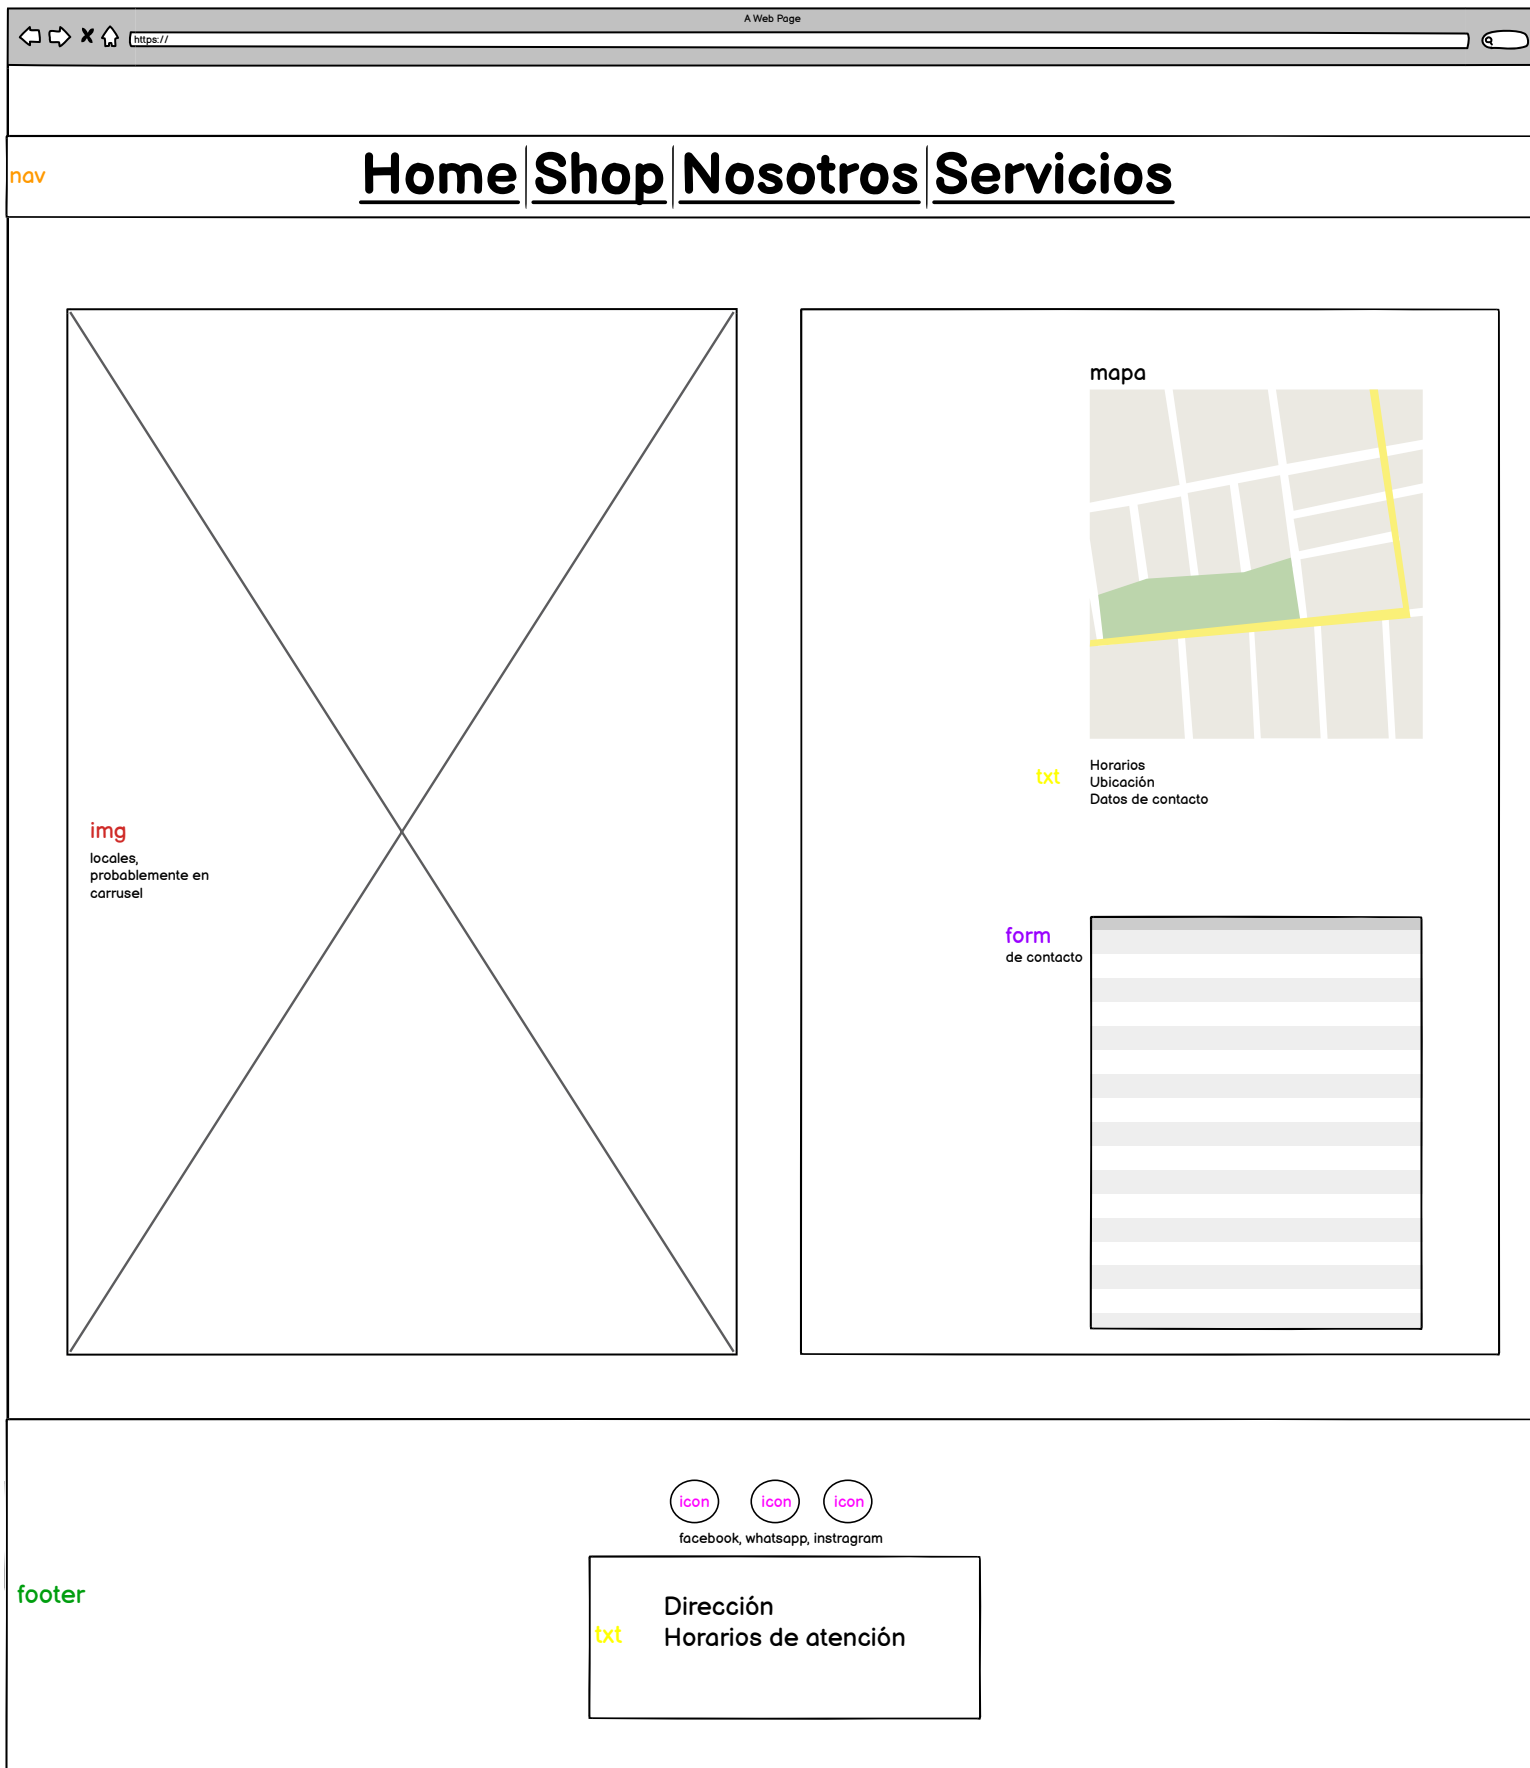 A Web Page
https://
nav
Home Shop Nosotros Servicios
mapa
txt
Horarios
Ubicación
Datos de contacto
img
locales,
probablemente en
carrusel
form
de contacto
icon icon icon
facebook, whatsapp, instragram
footer
txt
Dirección
Horarios de atención